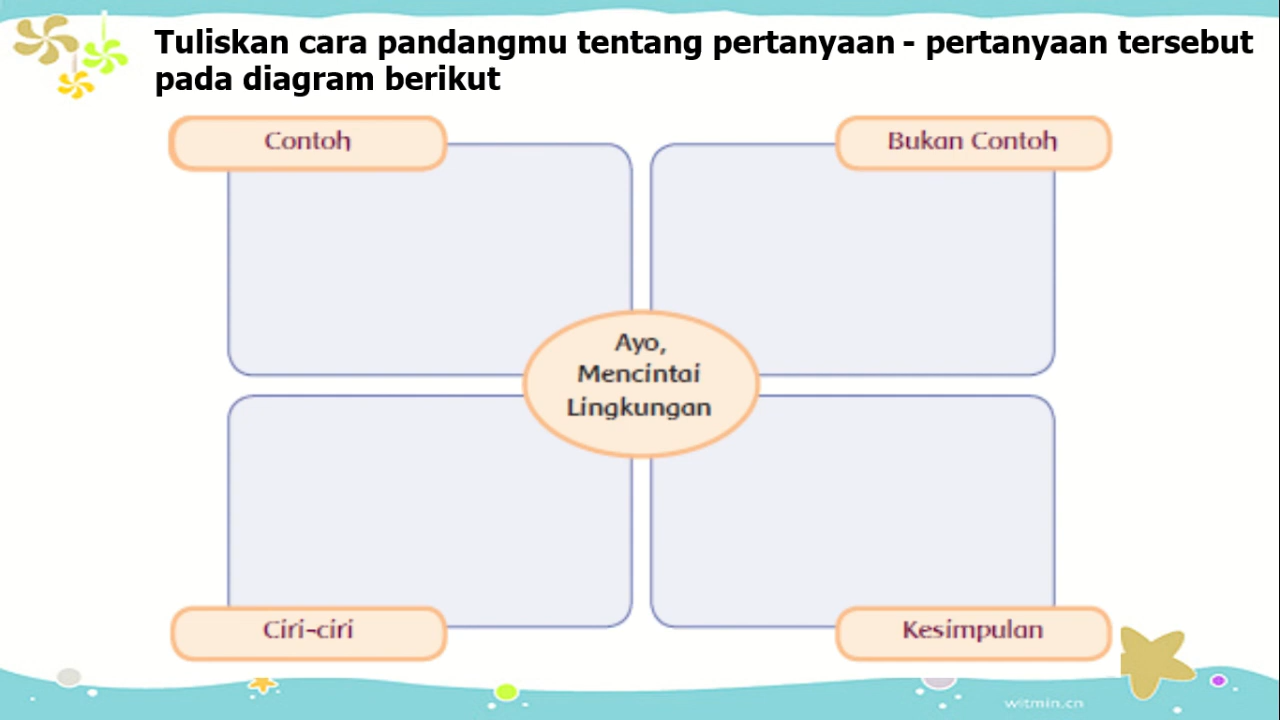 Tuliskan cara pandangmu tentang pertanyaan - pertanyaan tersebut
pada diagram berikut
Contoh
Bukan Contoh
Ayo,
Mencintai
Lingkungan
Ciri-ciri
Kesimpulan
witmin.cn